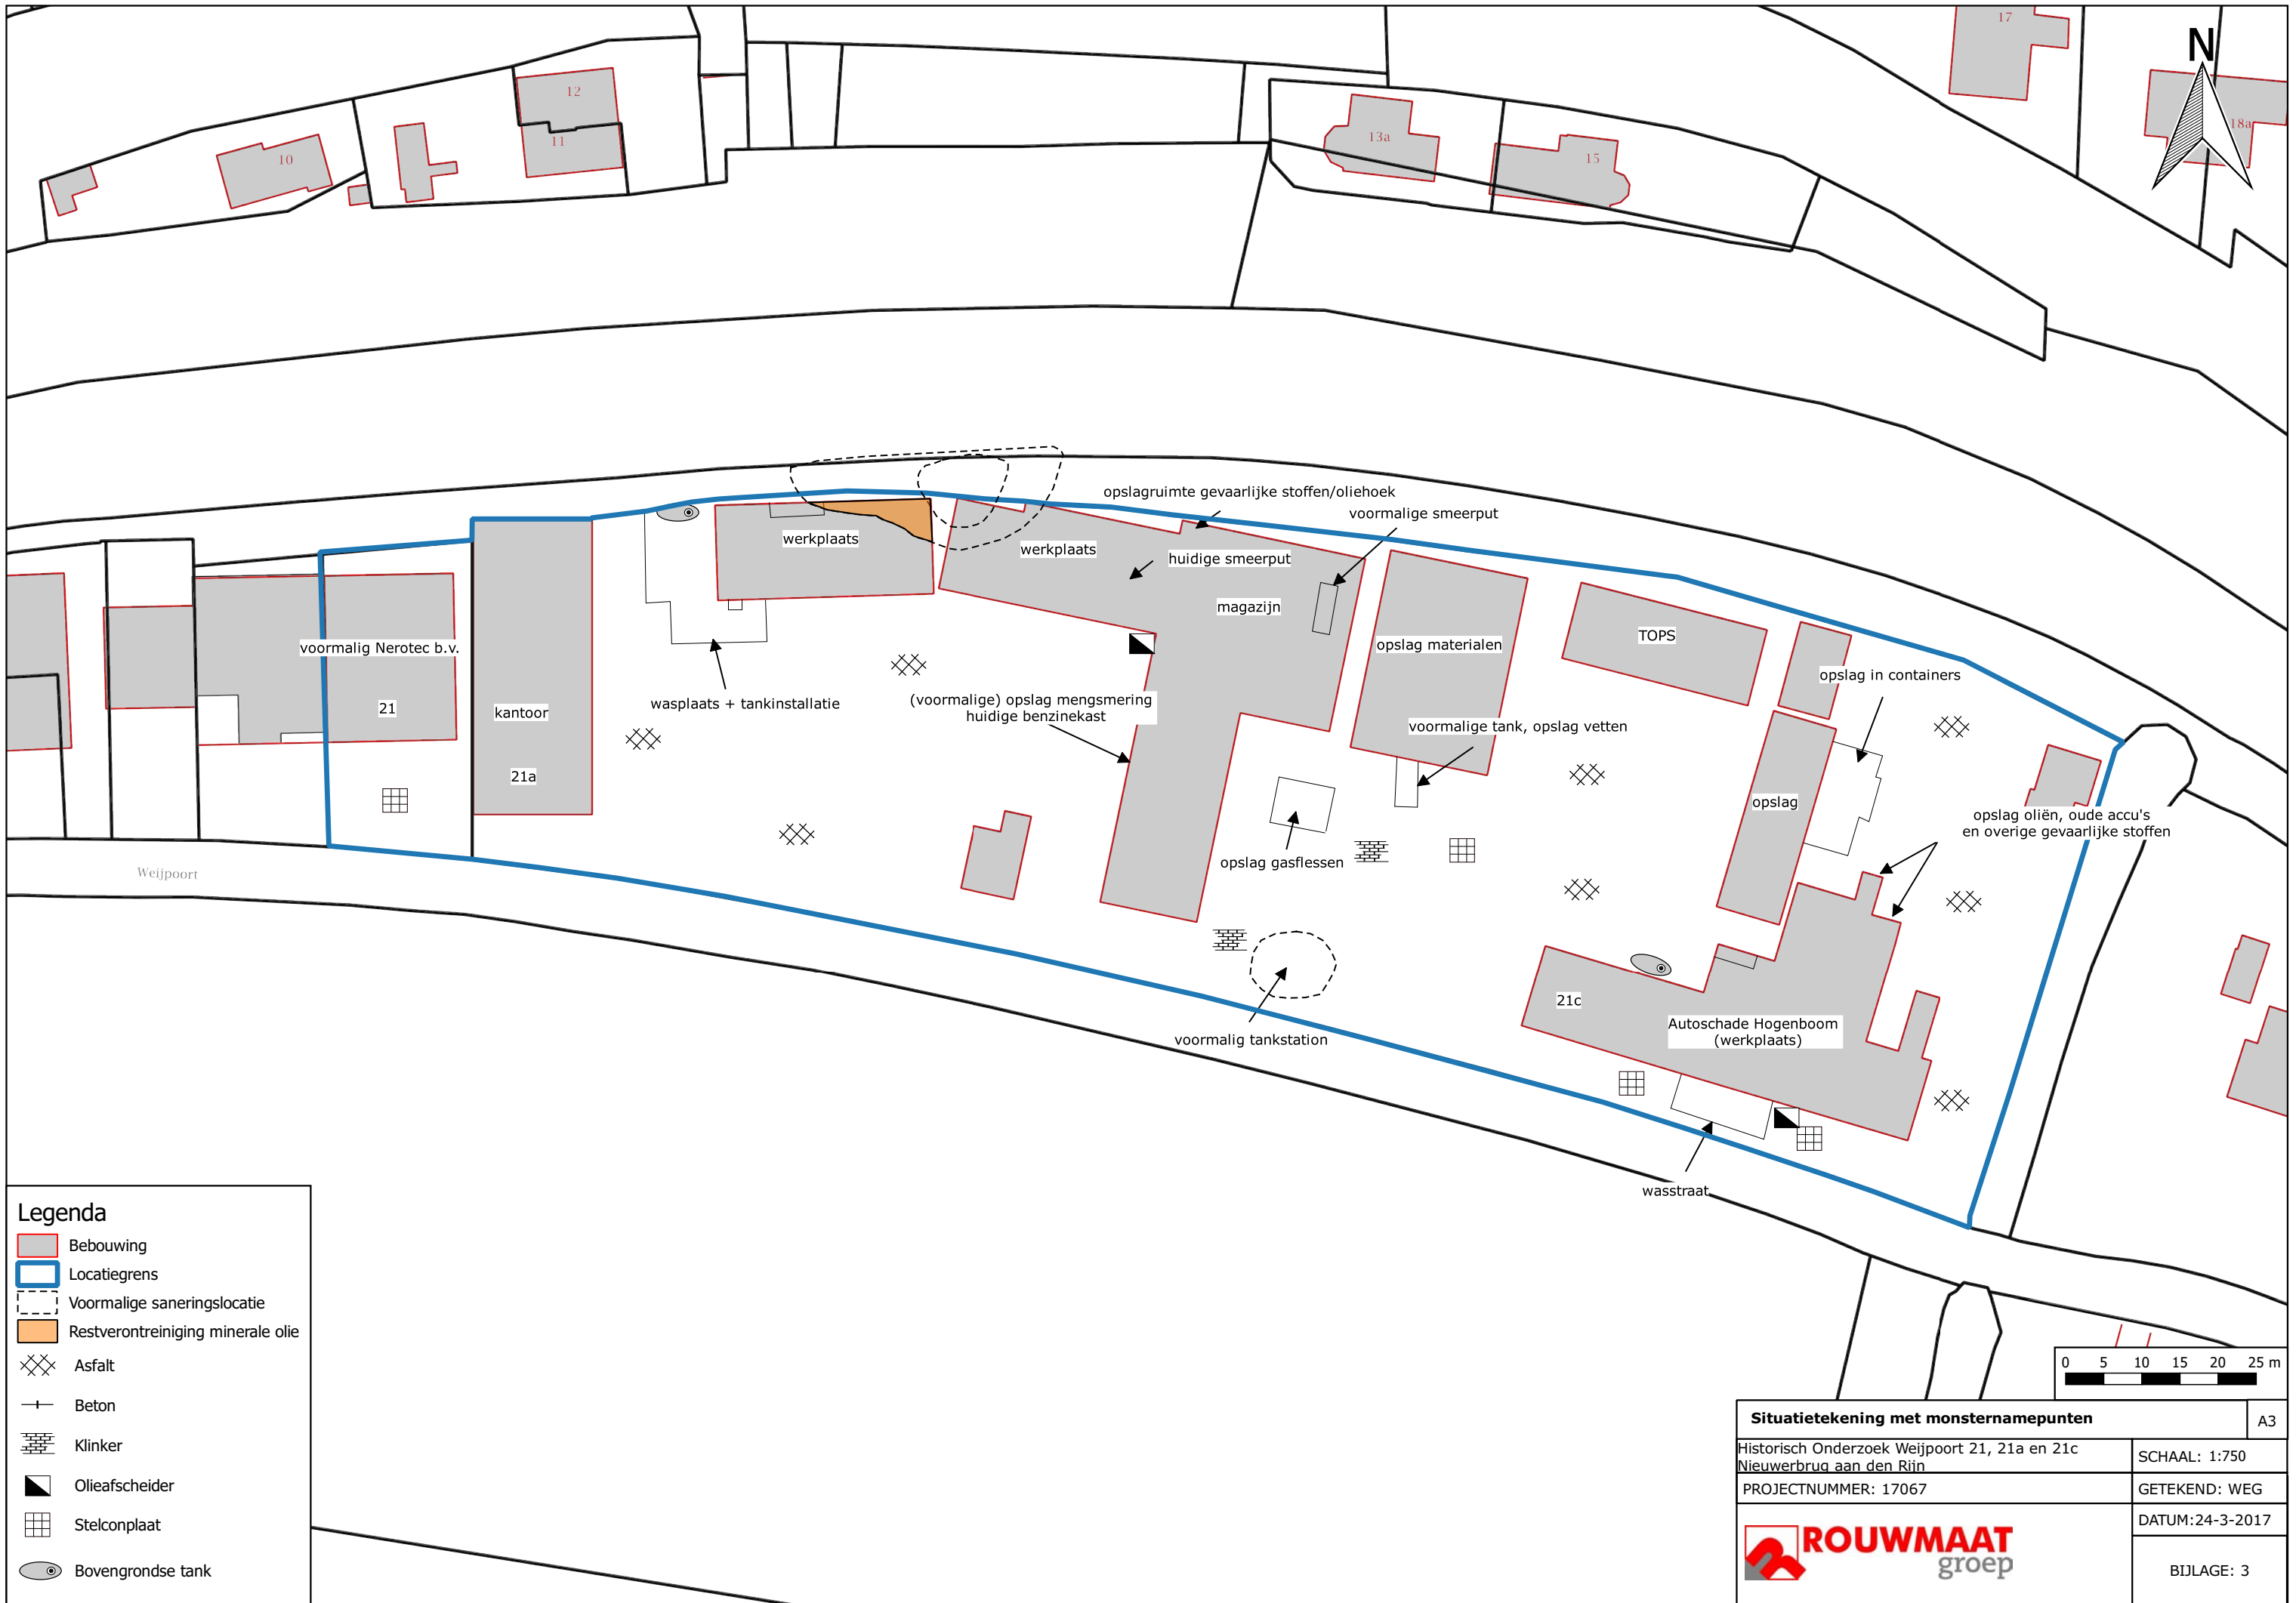 17
N
12
18a
11
13a
10
15
opslagruimte gevaarlijke stoffen/oliehoek
voormalige smeerput
werkplaats
werkplaats
huidige smeerput
magazijn
TOPS
opslag materialen
voormalig Nerotec b.v.
opslag in containers
wasplaats + tankinstallatie
(voormalige) opslag mengsmering
huidige benzinekast
21
kantoor
voormalige tank, opslag vetten
21a
opslag
opslag oliën, oude accu's
en overige gevaarlijke stoffen
opslag gasflessen
Weijpoort
21c
Autoschade Hogenboom
(werkplaats)
voormalig tankstation
wasstraat
Legenda
Bebouwing
Locatiegrens
Voormalige saneringslocatie
Restverontreiniging minerale olie
Asfalt
Beton
Klinker
Olieafscheider
Stelconplaat
Bovengrondse tank
0 5 10 15 20 25 m
Situatietekening met monsternamepunten
A3
Historisch Onderzoek Weijpoort 21, 21a en 21c
Nieuwerbrug aan den Rijn
SCHAAL: 1:750
PROJECTNUMMER: 17067
GETEKEND: WEG
DATUM:24-3-2017
ROUWMAAT
groep
BIJLAGE: 3